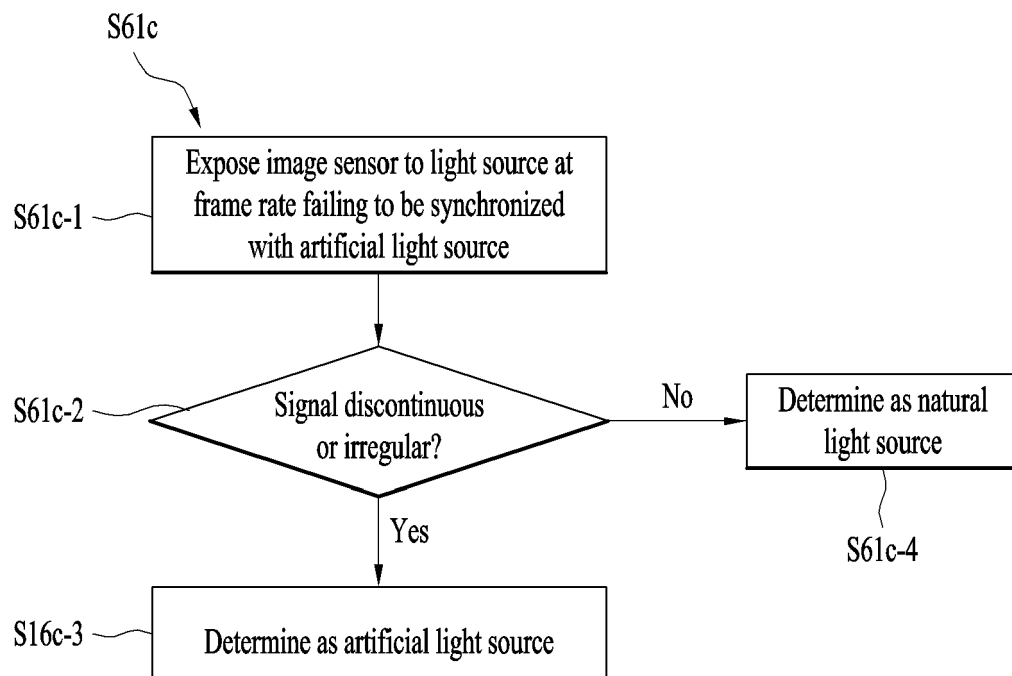 S61c
Expose image sensor to light source at
frame rate failing to be synchronized
with artificial light source
S61c-1
Signal discontinuous
or irregular?
S61c-2
No
Determine as natural
light source
S61c-4
Yes
Determine as artificial light source
S16c-3